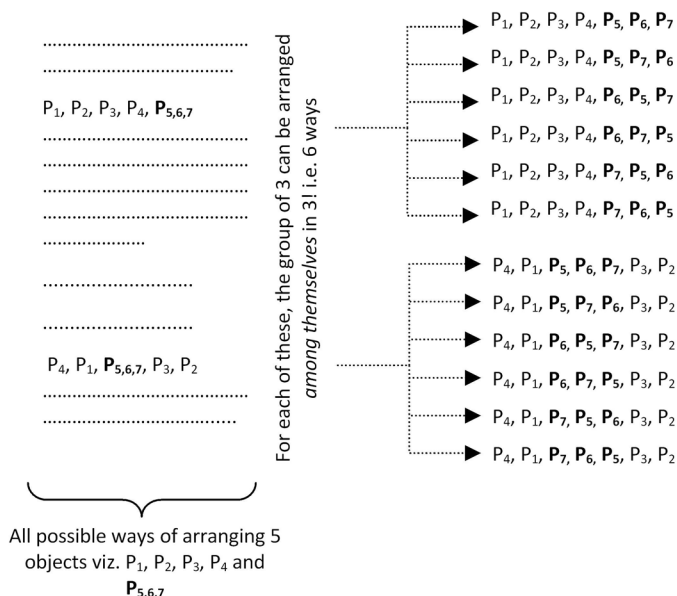 P₁, P₂, P₃, P₄, P₅,₆,₇
P₄, P₁, P₅,₆,₇, P₃, P₂
All possible ways of arranging 5
objects viz. P₁, P₂, P₃, P₄ and
P₅,₆,₇
For each of these, the group of 3 can be arranged
among themselves in 3! i.e. 6 ways
P₁, P₂, P₃, P₄, P₅, P₆, P₇
P₁, P₂, P₃, P₄, P₅, P₇, P₆
P₁, P₂, P₃, P₄, P₆, P₅, P₇
P₁, P₂, P₃, P₄, P₆, P₇, P₅
P₁, P₂, P₃, P₄, P₇, P₅, P₆
P₁, P₂, P₃, P₄, P₇, P₆, P₅
P₄, P₁, P₅, P₆, P₇, P₃, P₂
P₄, P₁, P₅, P₇, P₆, P₃, P₂
P₄, P₁, P₆, P₅, P₇, P₃, P₂
P₄, P₁, P₆, P₇, P₅, P₃, P₂
P₄, P₁, P₇, P₅, P₆, P₃, P₂
P₄, P₁, P₇, P₆, P₅, P₃, P₂